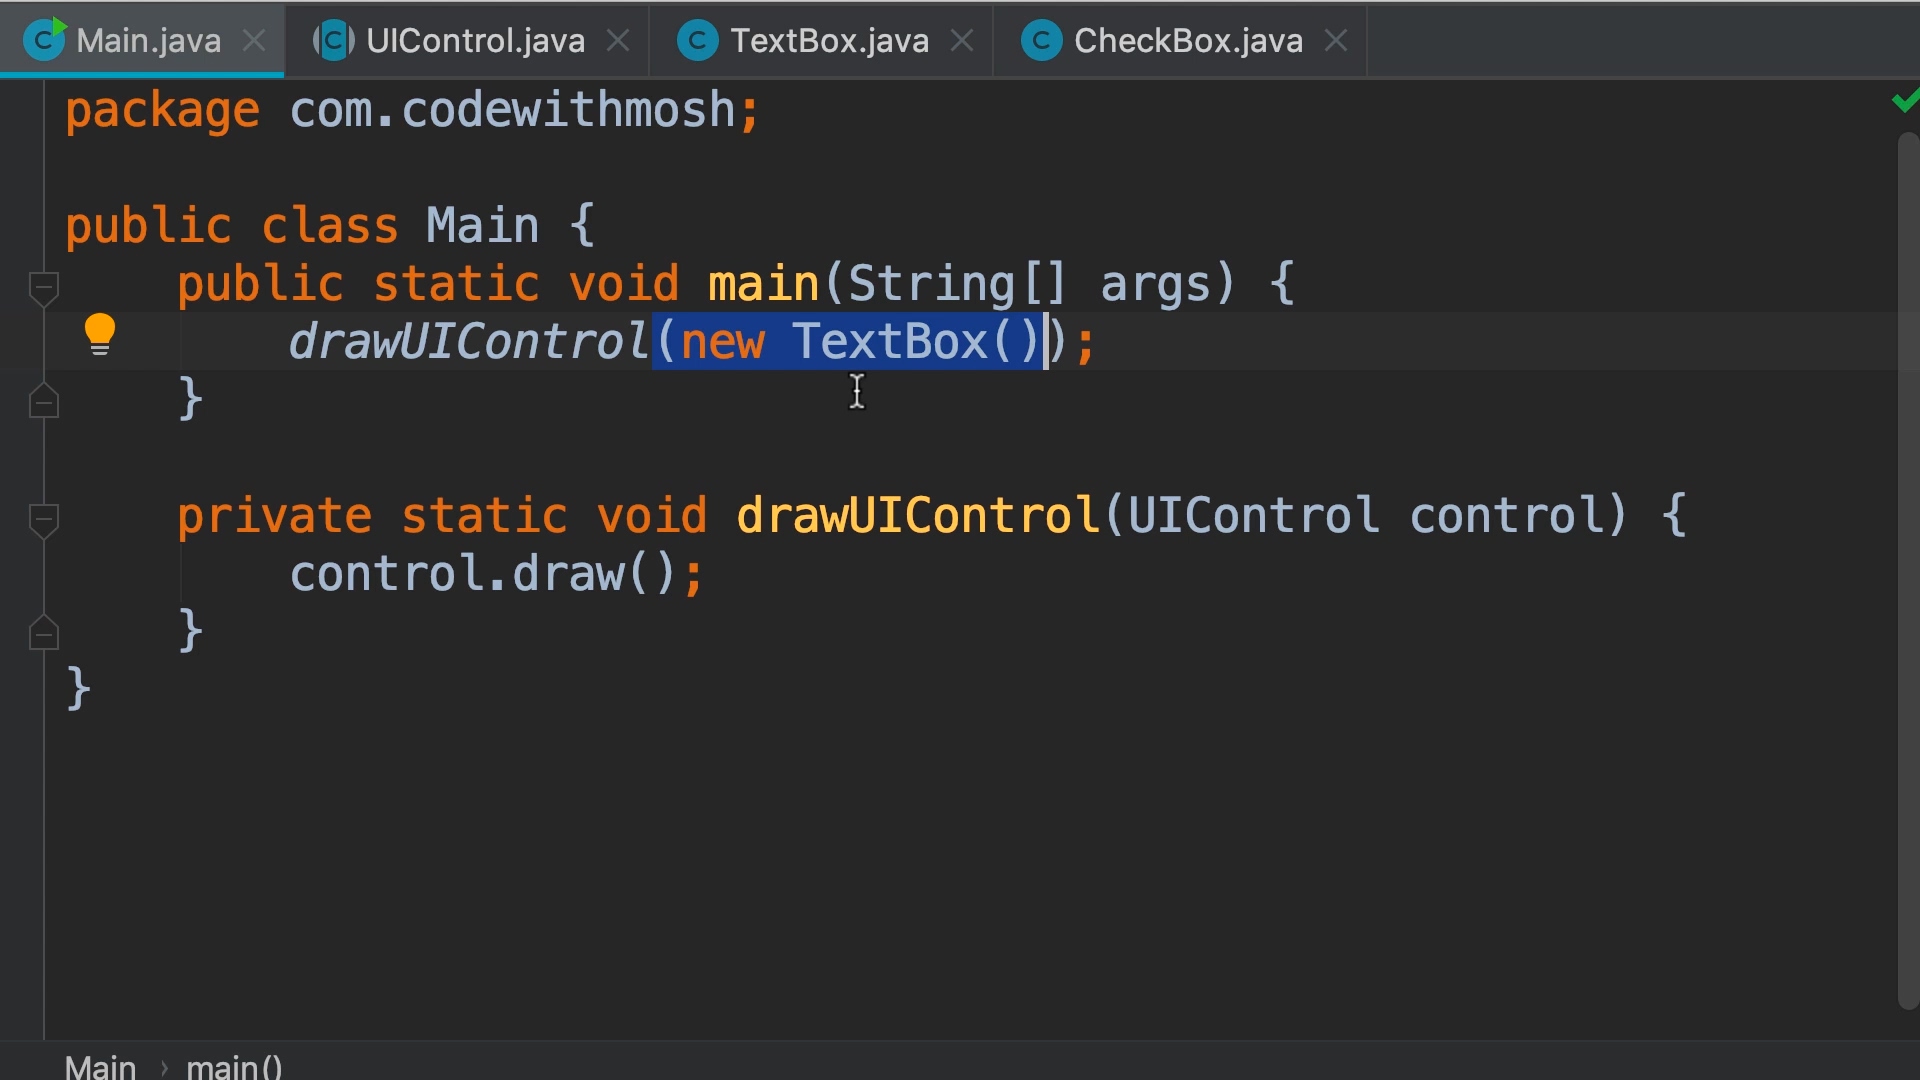 Main.java UIControl.java TextBox.java CheckBox.java
package com.codewithmosh;
public class Main {
    public static void main(String[] args) {
        drawUIControl(new TextBox());
    }
    private static void drawUIControl(UIControl control) {
        control.draw();
    }
}
Main › main()